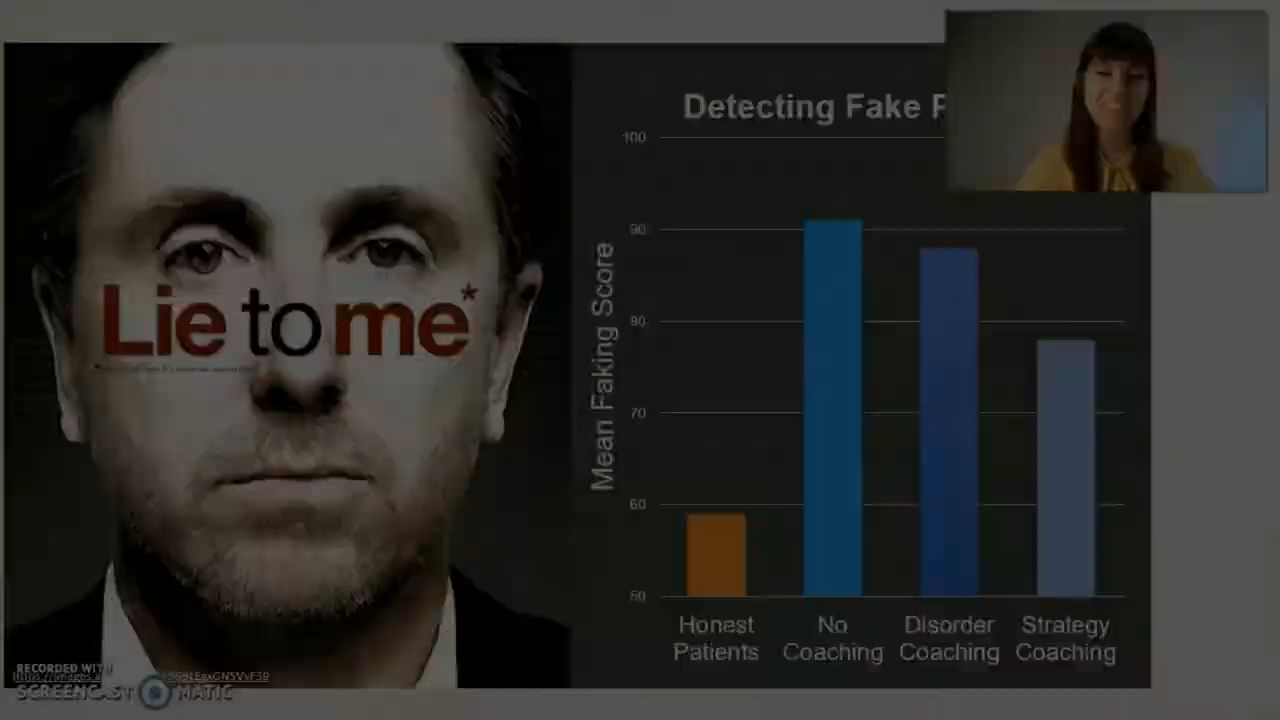 Lie to me*
Detecting Fake
Mean Faking Score
100
90
80
70
60
50
Honest
Patients
No
Coaching
Disorder
Coaching
Strategy
Coaching
RECORDED WITH
SCREENCAST MATIC